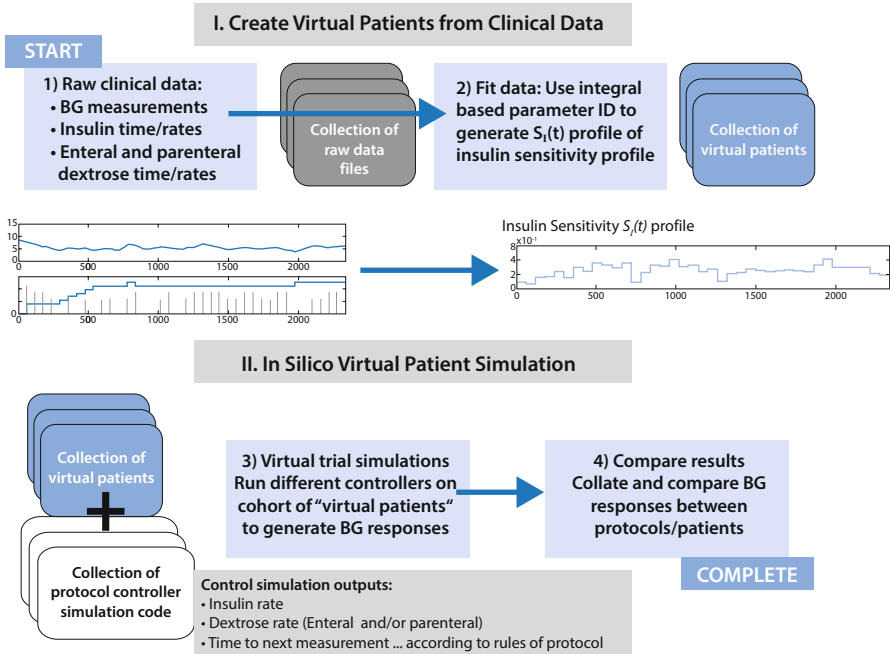 I. Create Virtual Patients from Clinical Data
START
1) Raw clinical data:
• BG measurements
• Insulin time/rates
• Enteral and parenteral
dextrose time/rates
Collection of
raw data
files
2) Fit data: Use integral
based parameter ID to
generate Sᵢ(t) profile of
insulin sensitivity profile
Collection of
virtual patients
15
10
5
0
0 500 1000 1500 2000
0
0 500 1000 1500 2000
Insulin Sensitivity Sᵢ(t) profile
×10⁻¹
8
6
4
2
0
0 500 1000 1500 2000
II. In Silico Virtual Patient Simulation
Collection of
virtual patients
+
Collection of
protocol controller
simulation code
3) Virtual trial simulations
Run different controllers on
cohort of "virtual patients"
to generate BG responses
4) Compare results
Collate and compare BG
responses between
protocols/patients
COMPLETE
Control simulation outputs:
• Insulin rate
• Dextrose rate (Enteral and/or parenteral)
• Time to next measurement ... according to rules of protocol